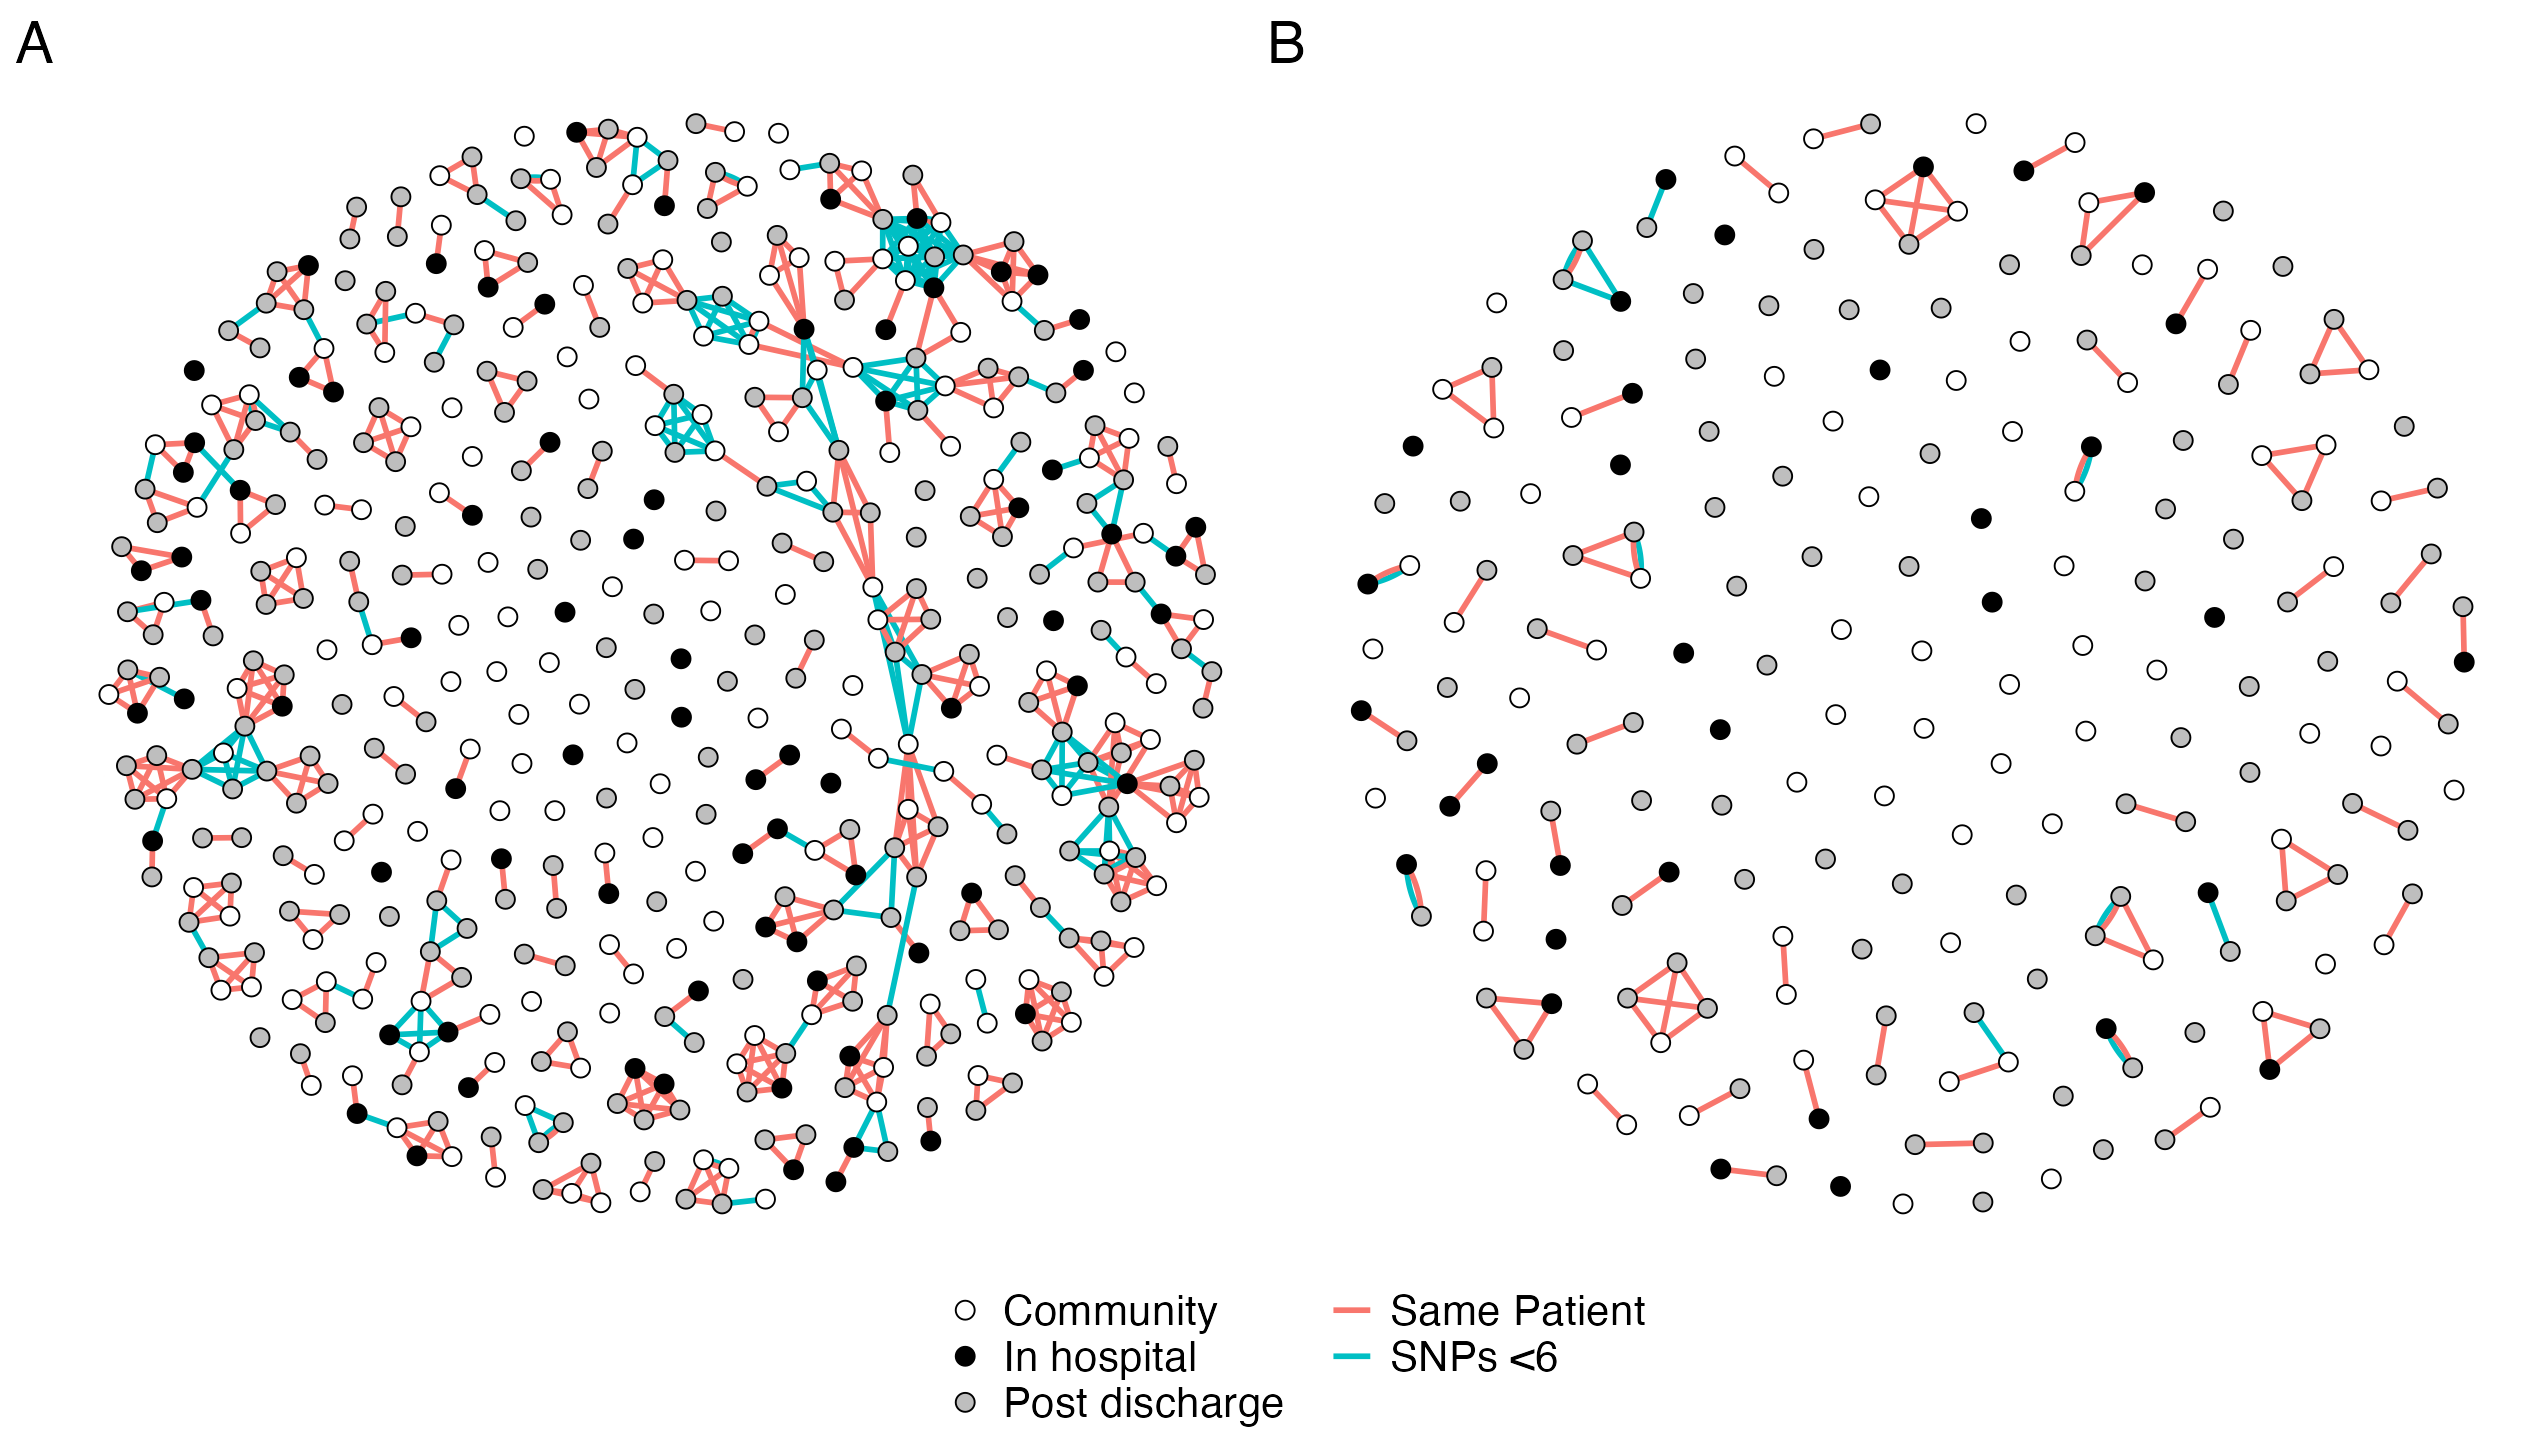 A
B
Community
In hospital
Post discharge
Same Patient
SNPs <6